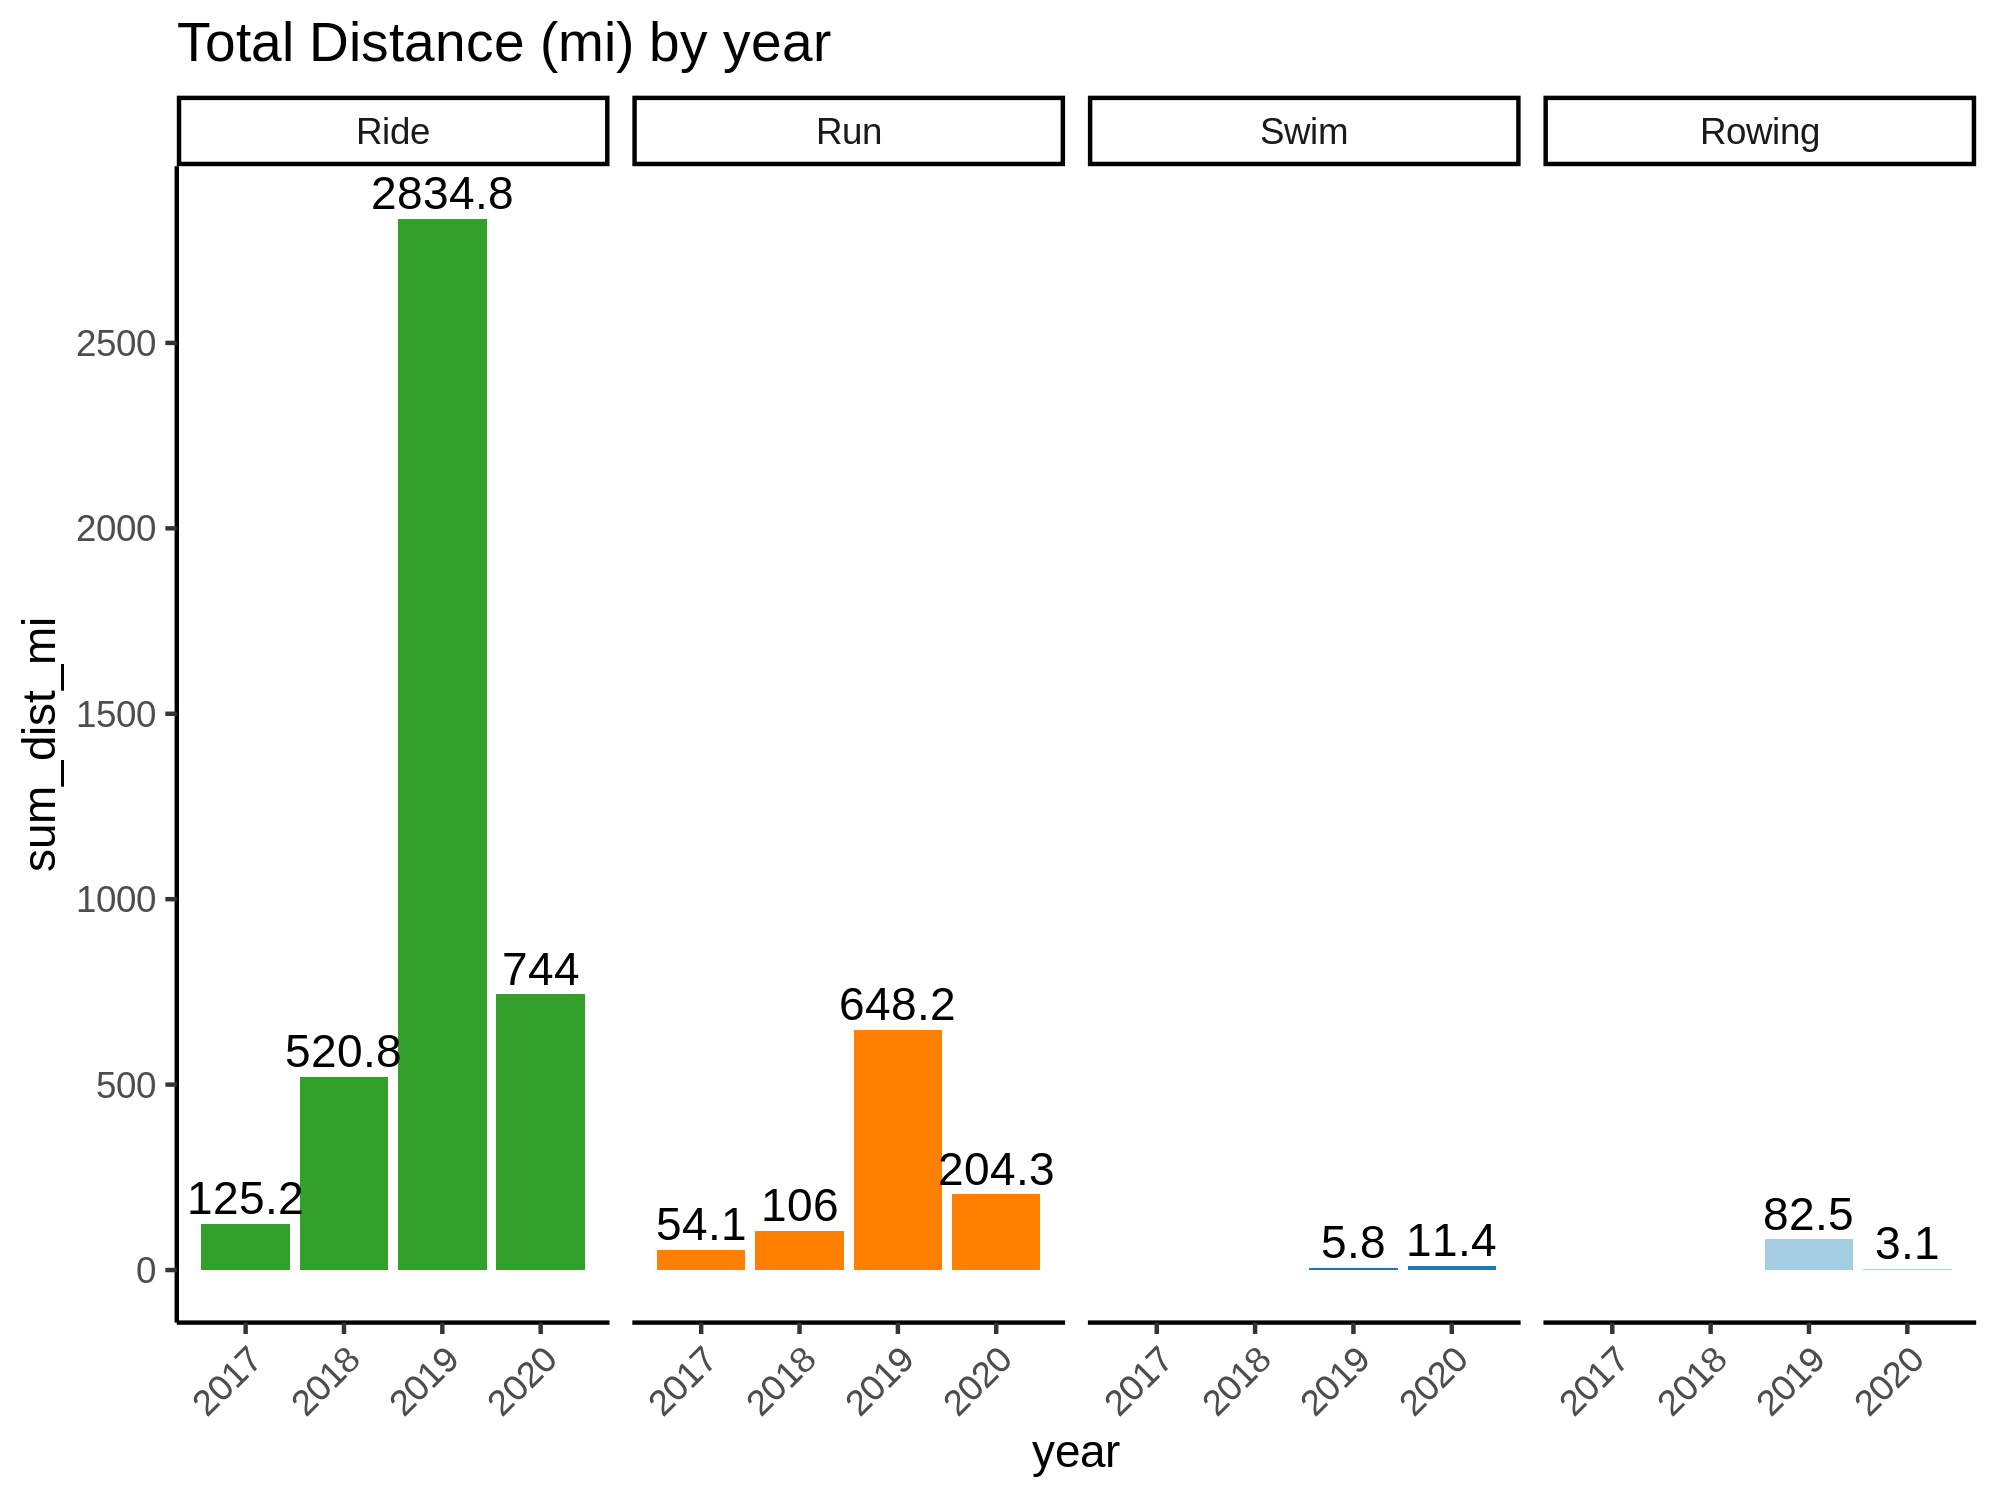 Total Distance (mi) by year
Ride Run Swim Rowing
2834.8
2500
2000
1500
1000
500
0
sum_dist_mi
125.2 520.8 744
54.1 106 648.2 204.3
5.8 11.4
82.5 3.1
2017 2018 2019 2020 2017 2018 2019 2020 2017 2018 2019 2020 2017 2018 2019 2020
year